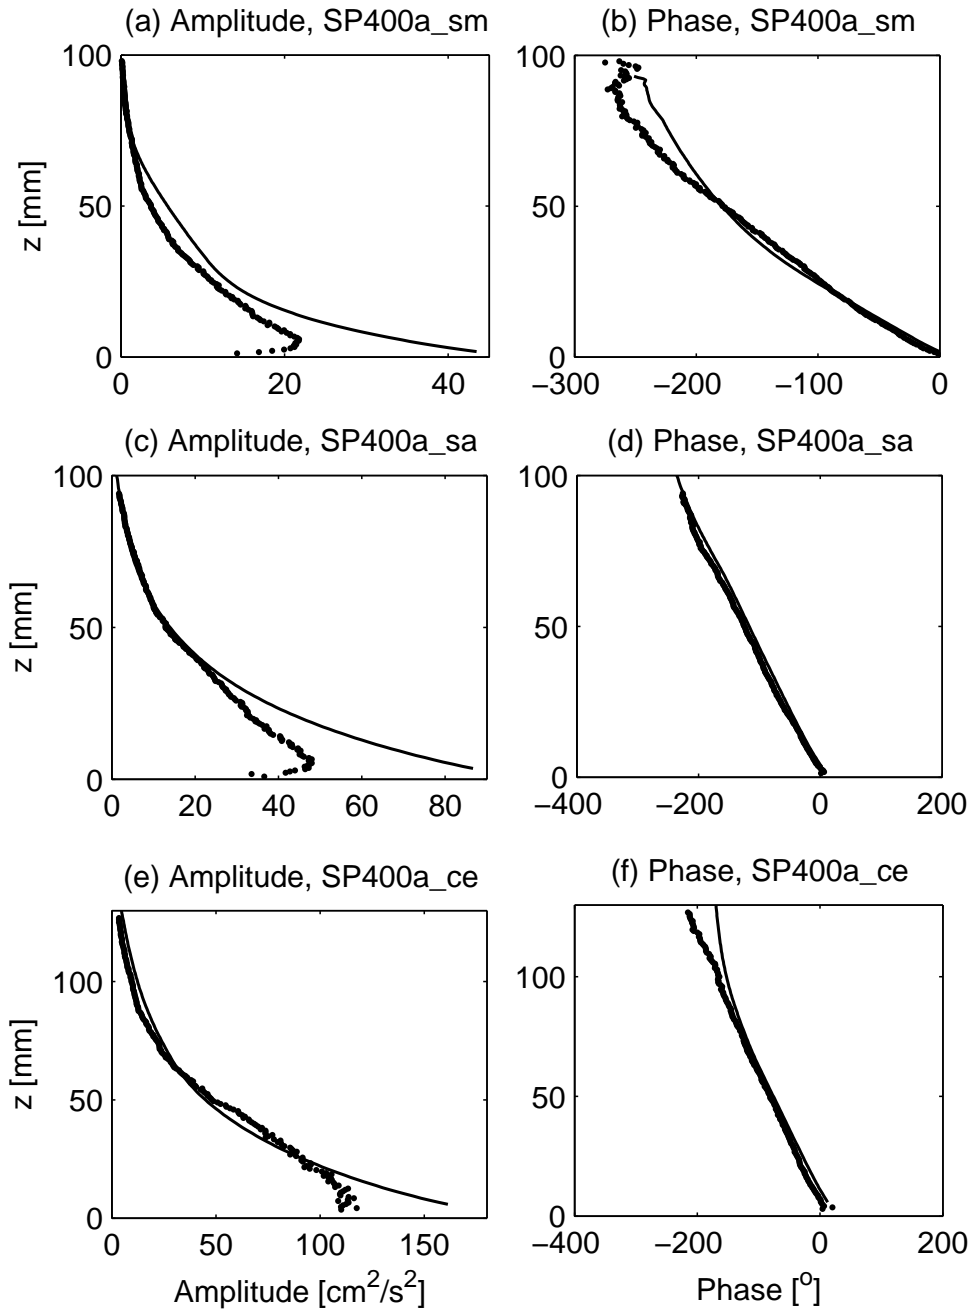 (a) Amplitude, SP400a_sm
(b) Phase, SP400a_sm
100
50
0
z [mm]
0 20 40
100
50
0
−300 −200 −100 0
(c) Amplitude, SP400a_sa
(d) Phase, SP400a_sa
100
50
0
z [mm]
0 20 40 60 80
100
50
0
−400 −200 0 200
(e) Amplitude, SP400a_ce
(f) Phase, SP400a_ce
100
50
0
z [mm]
0 50 100 150
Amplitude [cm²/s²]
100
50
0
−400 −200 0 200
Phase [º]